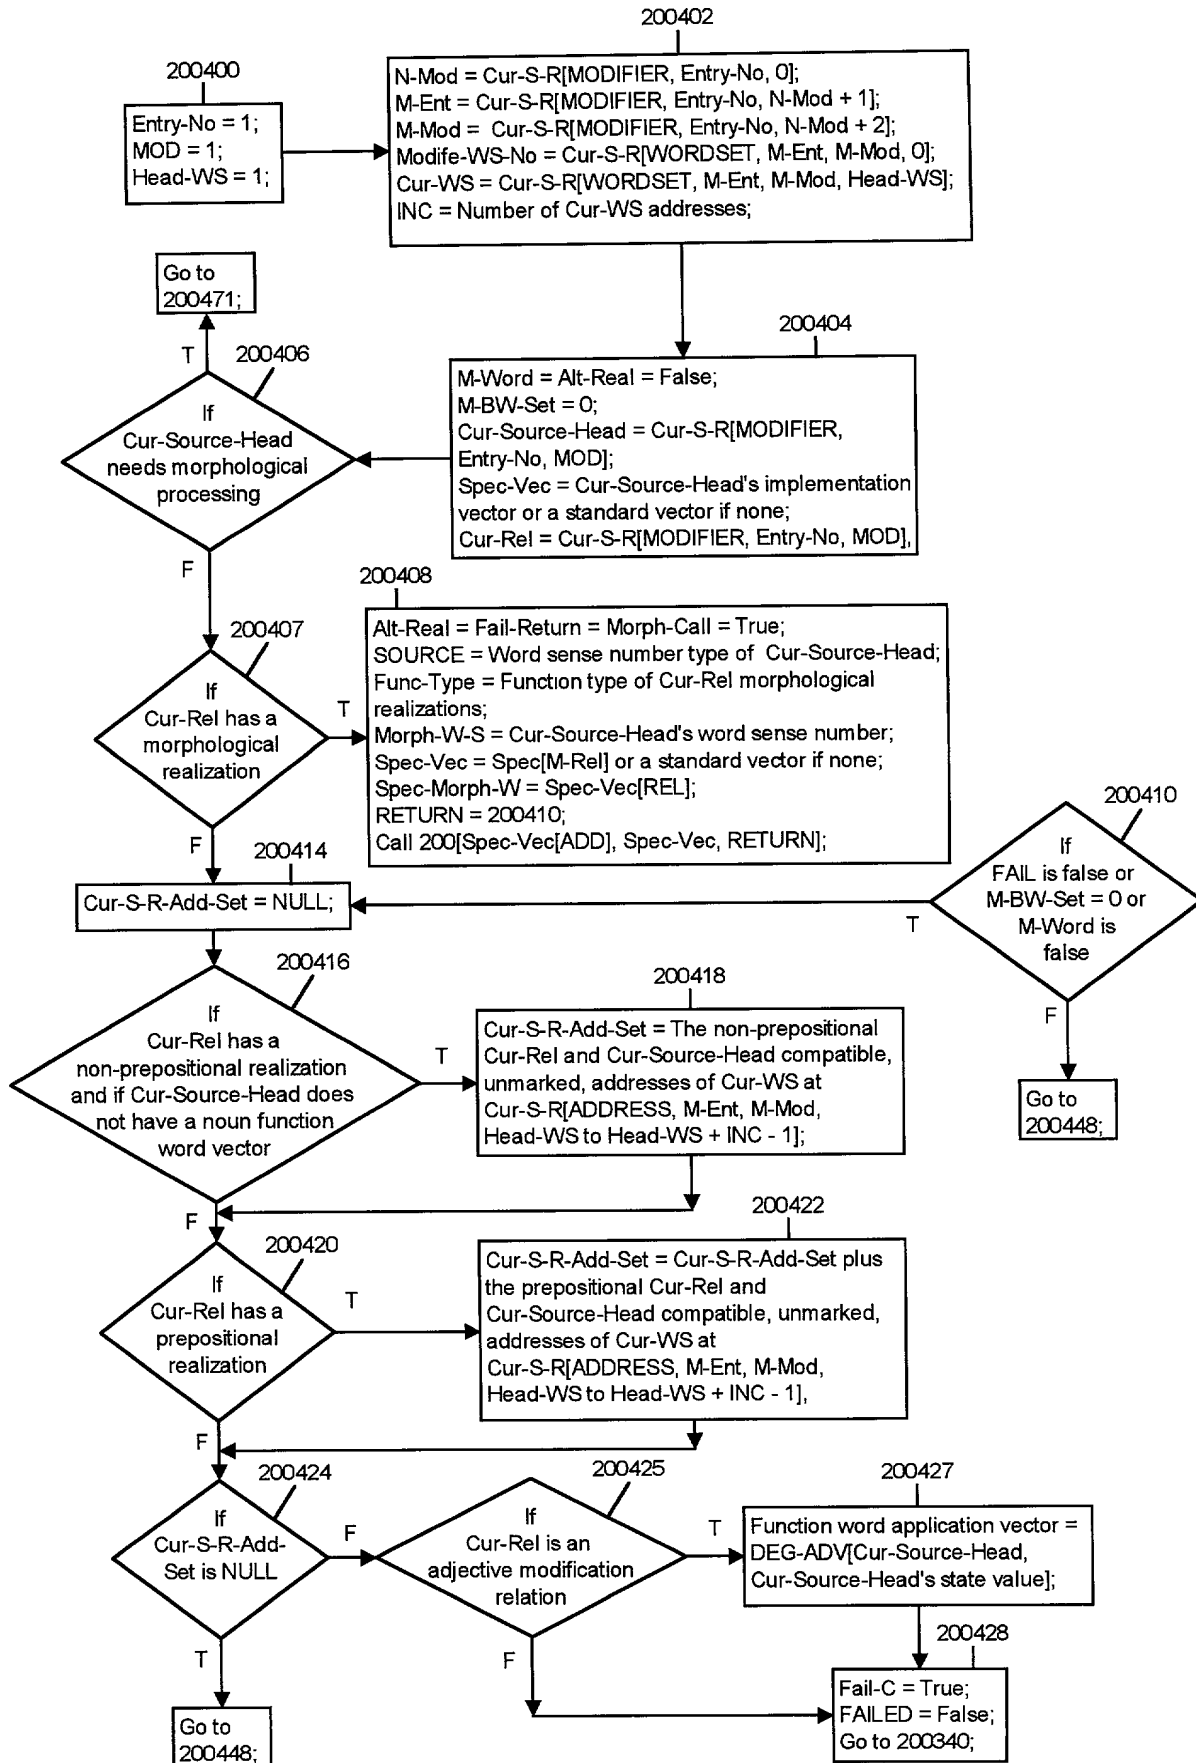 200402
200400
Entry-No = 1;
MOD = 1;
Head-WS = 1;
N-Mod = Cur-S-R[MODIFIER, Entry-No, 0];
M-Ent = Cur-S-R[MODIFIER, Entry-No, N-Mod + 1];
M-Mod = Cur-S-R[MODIFIER, Entry-No, N-Mod + 2];
Modife-WS-No = Cur-S-R[WORDSET, M-Ent, M-Mod, 0];
Cur-WS = Cur-S-R[WORDSET, M-Ent, M-Mod, Head-WS];
INC = Number of Cur-WS addresses;
Go to
200471;
T
200406
If
Cur-Source-Head
needs morphological
processing
F
200404
M-Word = Alt-Real = False;
M-BW-Set = 0;
Cur-Source-Head = Cur-S-R[MODIFIER,
Entry-No, MOD];
Spec-Vec = Cur-Source-Head's implementation
vector or a standard vector if none;
Cur-Rel = Cur-S-R[MODIFIER, Entry-No, MOD],
200407
If
Cur-Rel has a
morphological
realization
T
F
200408
Alt-Real = Fail-Return = Morph-Call = True;
SOURCE = Word sense number type of Cur-Source-Head;
Func-Type = Function type of Cur-Rel morphological
realizations;
Morph-W-S = Cur-Source-Head's word sense number;
Spec-Vec = Spec[M-Rel] or a standard vector if none;
Spec-Morph-W = Spec-Vec[REL];
RETURN = 200410;
Call 200[Spec-Vec[ADD], Spec-Vec, RETURN];
200410
If
FAIL is false or
M-BW-Set = 0 or
M-Word is
false
T
F
Go to
200448;
200414
Cur-S-R-Add-Set = NULL;
200416
If
Cur-Rel has a
non-prepositional realization
and if Cur-Source-Head does
not have a noun function
word vector
T
F
200418
Cur-S-R-Add-Set = The non-prepositional
Cur-Rel and Cur-Source-Head compatible,
unmarked, addresses of Cur-WS at
Cur-S-R[ADDRESS, M-Ent, M-Mod,
Head-WS to Head-WS + INC - 1];
200420
If
Cur-Rel has a
prepositional
realization
T
F
200422
Cur-S-R-Add-Set = Cur-S-R-Add-Set plus
the prepositional Cur-Rel and
Cur-Source-Head compatible, unmarked,
addresses of Cur-WS at
Cur-S-R[ADDRESS, M-Ent, M-Mod,
Head-WS to Head-WS + INC - 1],
200424
If
Cur-S-R-Add-
Set is NULL
F
T
Go to
200448;
200425
If
Cur-Rel is an
adjective modification
relation
T
F
200427
Function word application vector =
DEG-ADV[Cur-Source-Head,
Cur-Source-Head's state value];
200428
Fail-C = True;
FAILED = False;
Go to 200340;